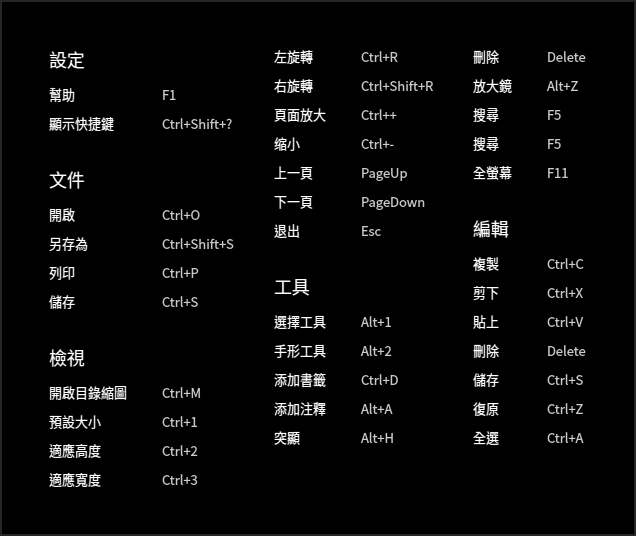 設定
幫助 F1
顯示快捷鍵 Ctrl+Shift+?
文件
開啟 Ctrl+O
另存為 Ctrl+Shift+S
列印 Ctrl+P
儲存 Ctrl+S
檢視
開啟目錄縮圖 Ctrl+M
預設大小 Ctrl+1
適應高度 Ctrl+2
適應寬度 Ctrl+3
左旋轉 Ctrl+R
右旋轉 Ctrl+Shift+R
頁面放大 Ctrl++
缩小 Ctrl+-
上一頁 PageUp
下一頁 PageDown
退出 Esc
工具
選擇工具 Alt+1
手形工具 Alt+2
添加書籤 Ctrl+D
添加注釋 Alt+A
突顯 Alt+H
刪除 Delete
放大鏡 Alt+Z
搜尋 F5
搜尋 F5
全螢幕 F11
編輯
複製 Ctrl+C
剪下 Ctrl+X
貼上 Ctrl+V
刪除 Delete
儲存 Ctrl+S
復原 Ctrl+Z
全選 Ctrl+A